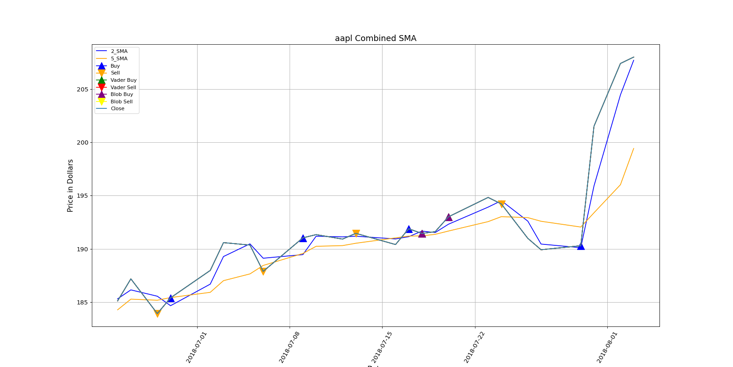 aapl Combined SMA
2_SMA
5_SMA
Buy
Sell
Vader Buy
Vader Sell
Blob Buy
Blob Sell
Close
Price in Dollars
205
200
195
190
185
2018-07-01
2018-07-08
2018-07-15
2018-07-22
2018-08-01